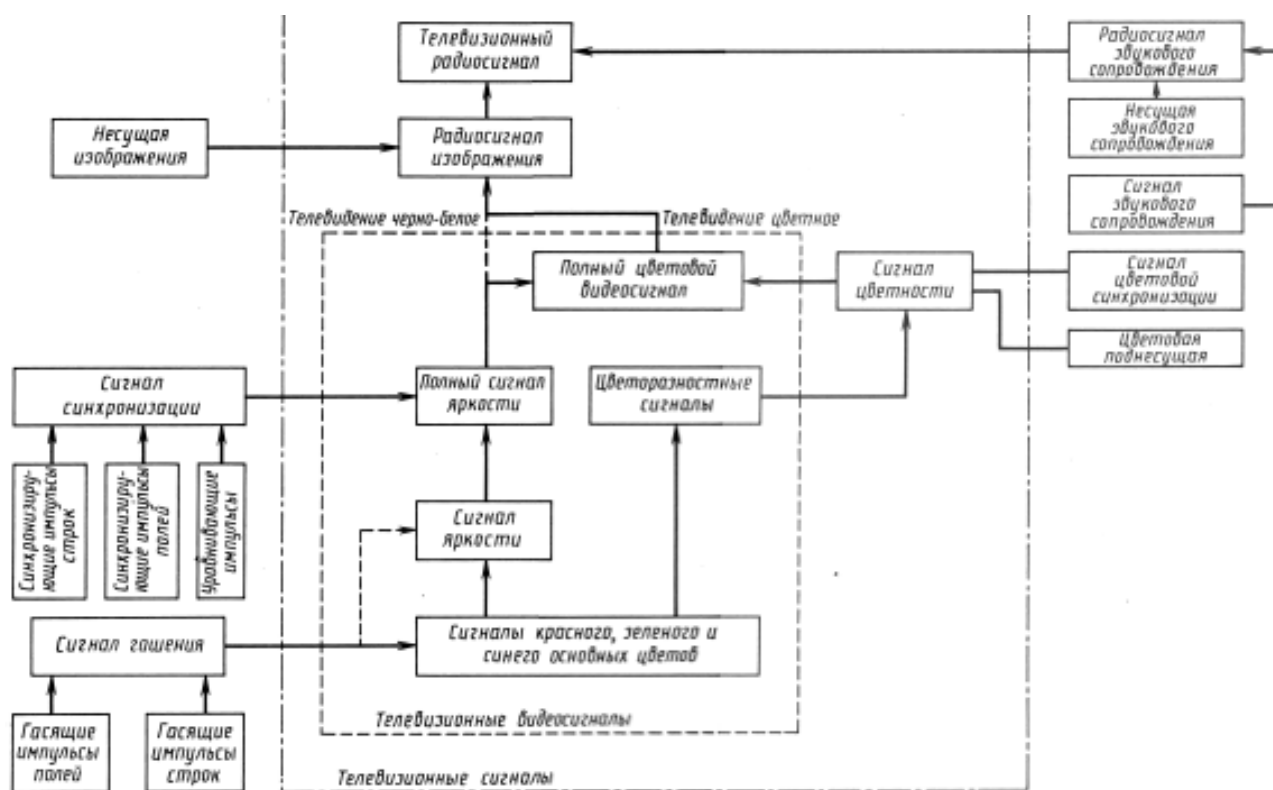 Телевизионный
радиосигнал
Радиосигнал
звукового
сопровождения
Несущая
изображения
Радиосигнал
изображения
Несущая
звукового
сопровождения
Сигнал
звукового
сопровождения
Телевидение черно-белое
Телевидение цветное
Полный цветовой
видеосигнал
Сигнал
цветности
Сигнал
цветовой
синхронизации
Цветовая
поднесущая
Сигнал
синхронизации
Полный сигнал
яркости
Цветоразностные
сигналы
Синхронизиру-
ющие импульсы
строк
Синхронизиру-
ющие импульсы
полей
Уравнивающие
импульсы
Сигнал
яркости
Сигнал гашения
Сигналы красного, зеленого и
синего основных цветов
Гасящие
импульсы
полей
Гасящие
импульсы
строк
Телевизионные видеосигналы
Телевизионные сигналы